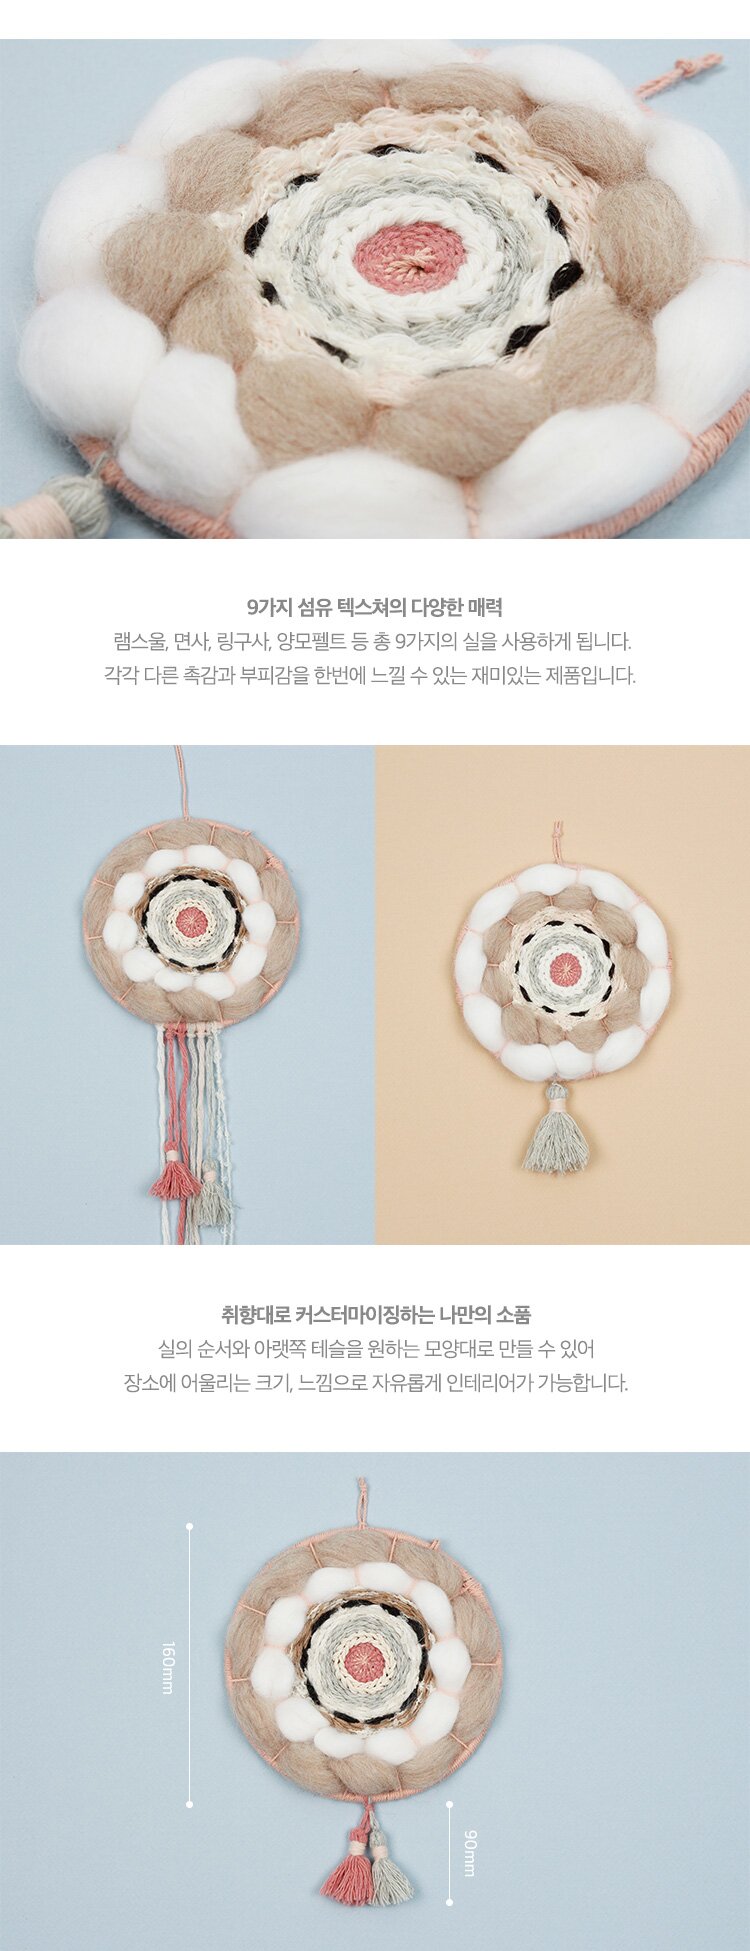 9가지 섬유 텍스쳐의 다양한 매력
램스울, 면사, 링구사, 양모펠트 등 총 9가지의 실을 사용하게 됩니다.
각각 다른 촉감과 부피감을 한번에 느낄 수 있는 재미있는 제품입니다.
취향대로 커스터마이징하는 나만의 소품
실의 순서와 아랫쪽 테슬을 원하는 모양대로 만들 수 있어
장소에 어울리는 크기, 느낌으로 자유롭게 인테리어가 가능합니다.
160mm
90mm